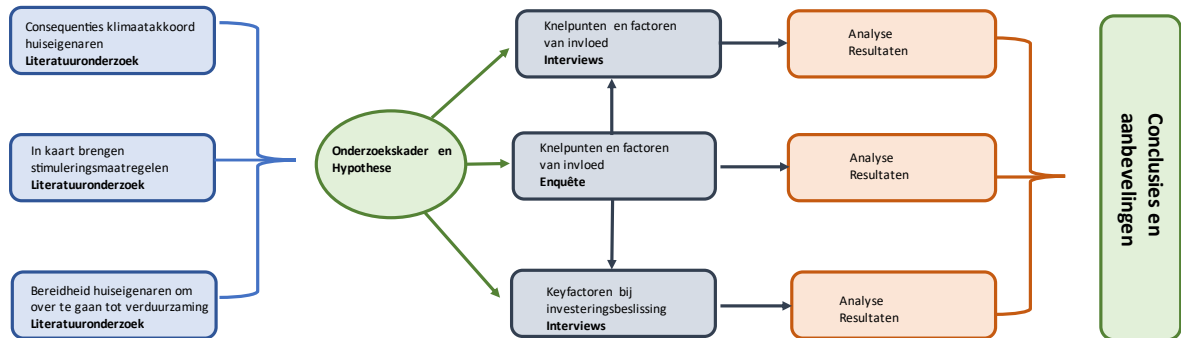 Consequenties klimaatakkoord
huiseigenaren
Literatuuronderzoek
In kaart brengen
stimuleringsmaatregelen
Literatuuronderzoek
Bereidheid huiseigenaren om
over te gaan tot verduurzaming
Literatuuronderzoek
Onderzoekskader en
Hypothese
Knelpunten en factoren
van invloed
Interviews
Knelpunten en factoren
van invloed
Enquête
Keyfactoren bij
investeringsbeslissing
Interviews
Analyse
Resultaten
Analyse
Resultaten
Analyse
Resultaten
Conclusies en
aanbevelingen